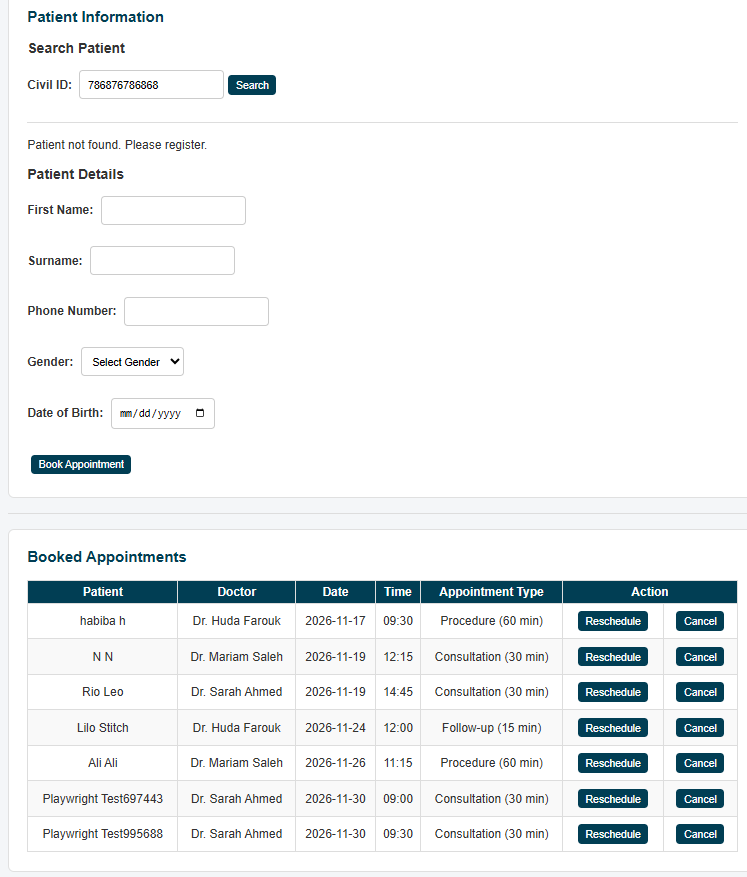 Patient Information
Search Patient
Civil ID: 786876786868 Search
Patient not found. Please register.
Patient Details
First Name:
Surname:
Phone Number:
Gender: Select Gender
Date of Birth: mm/dd/yyyy
Book Appointment
Booked Appointments
Patient Doctor Date Time Appointment Type Action
habiba h Dr. Huda Farouk 2026-11-17 09:30 Procedure (60 min) Reschedule Cancel
N N Dr. Mariam Saleh 2026-11-19 12:15 Consultation (30 min) Reschedule Cancel
Rio Leo Dr. Sarah Ahmed 2026-11-19 14:45 Consultation (30 min) Reschedule Cancel
Lilo Stitch Dr. Huda Farouk 2026-11-24 12:00 Follow-up (15 min) Reschedule Cancel
Ali Ali Dr. Mariam Saleh 2026-11-26 11:15 Procedure (60 min) Reschedule Cancel
Playwright Test697443 Dr. Sarah Ahmed 2026-11-30 09:00 Consultation (30 min) Reschedule Cancel
Playwright Test995688 Dr. Sarah Ahmed 2026-11-30 09:30 Consultation (30 min) Reschedule Cancel